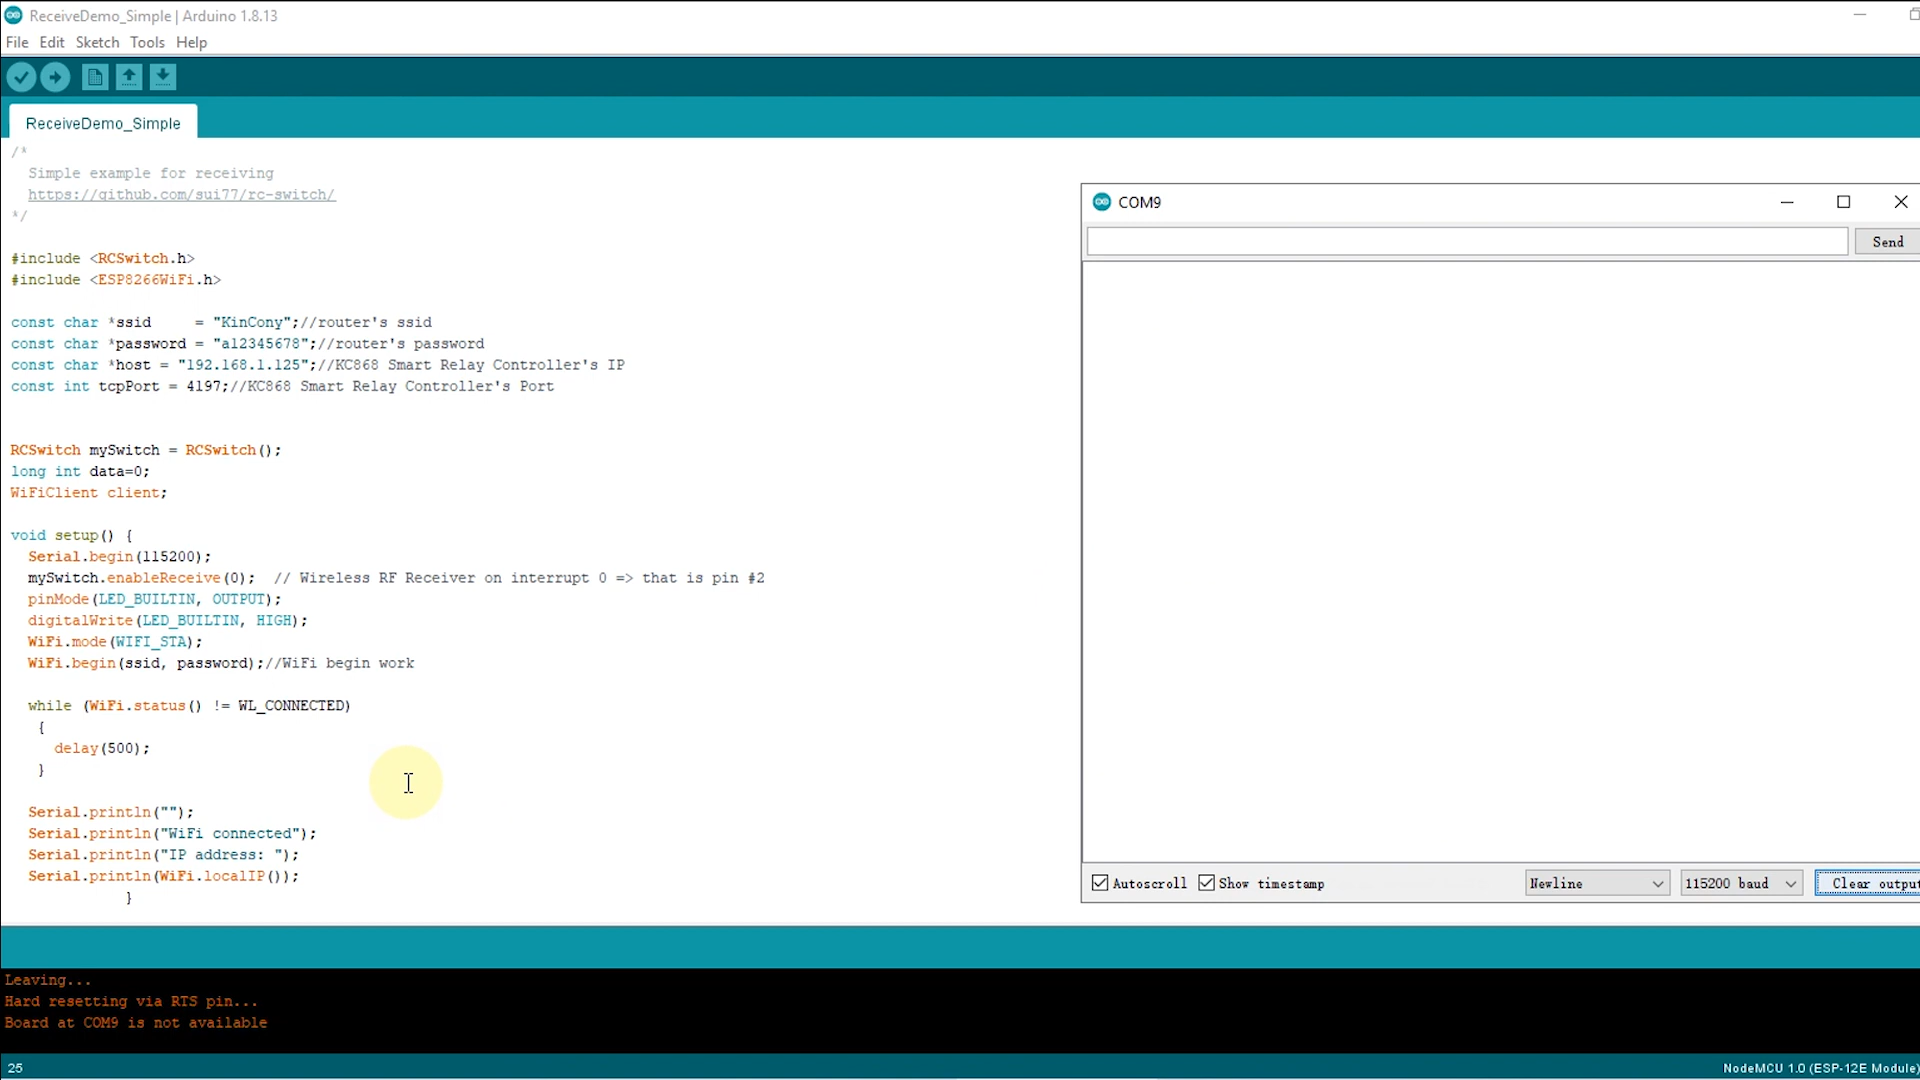 ReceiveDemo_Simple | Arduino 1.8.13
File Edit Sketch Tools Help
ReceiveDemo_Simple
/*
Simple example for receiving
https://github.com/sui77/rc-switch/
*/
#include <RCSwitch.h>
#include <ESP8266WiFi.h>
const char *ssid     = "KinCony";//router's ssid
const char *password = "a12345678";//router's password
const char *host = "192.168.1.125";//KC868 Smart Relay Controller's IP
const int tcpPort = 4197;//KC868 Smart Relay Controller's Port
RCSwitch mySwitch = RCSwitch();
long int data=0;
WiFiClient client;
void setup() {
Serial.begin(115200);
mySwitch.enableReceive(0);  // Wireless RF Receiver on interrupt 0 => that is pin #2
pinMode(LED_BUILTIN, OUTPUT);
digitalWrite(LED_BUILTIN, HIGH);
WiFi.mode(WIFI_STA);
WiFi.begin(ssid, password);//WiFi begin work
while (WiFi.status() != WL_CONNECTED)
{
delay(500);
}
Serial.println("");
Serial.println("WiFi connected");
Serial.println("IP address: ");
Serial.println(WiFi.localIP());
}
COM9
Send
Autoscroll Show timestamp
Newline
115200 baud
Clear output
Leaving...
Hard resetting via RTS pin...
Board at COM9 is not available
25
NodeMCU 1.0 (ESP-12E Module)